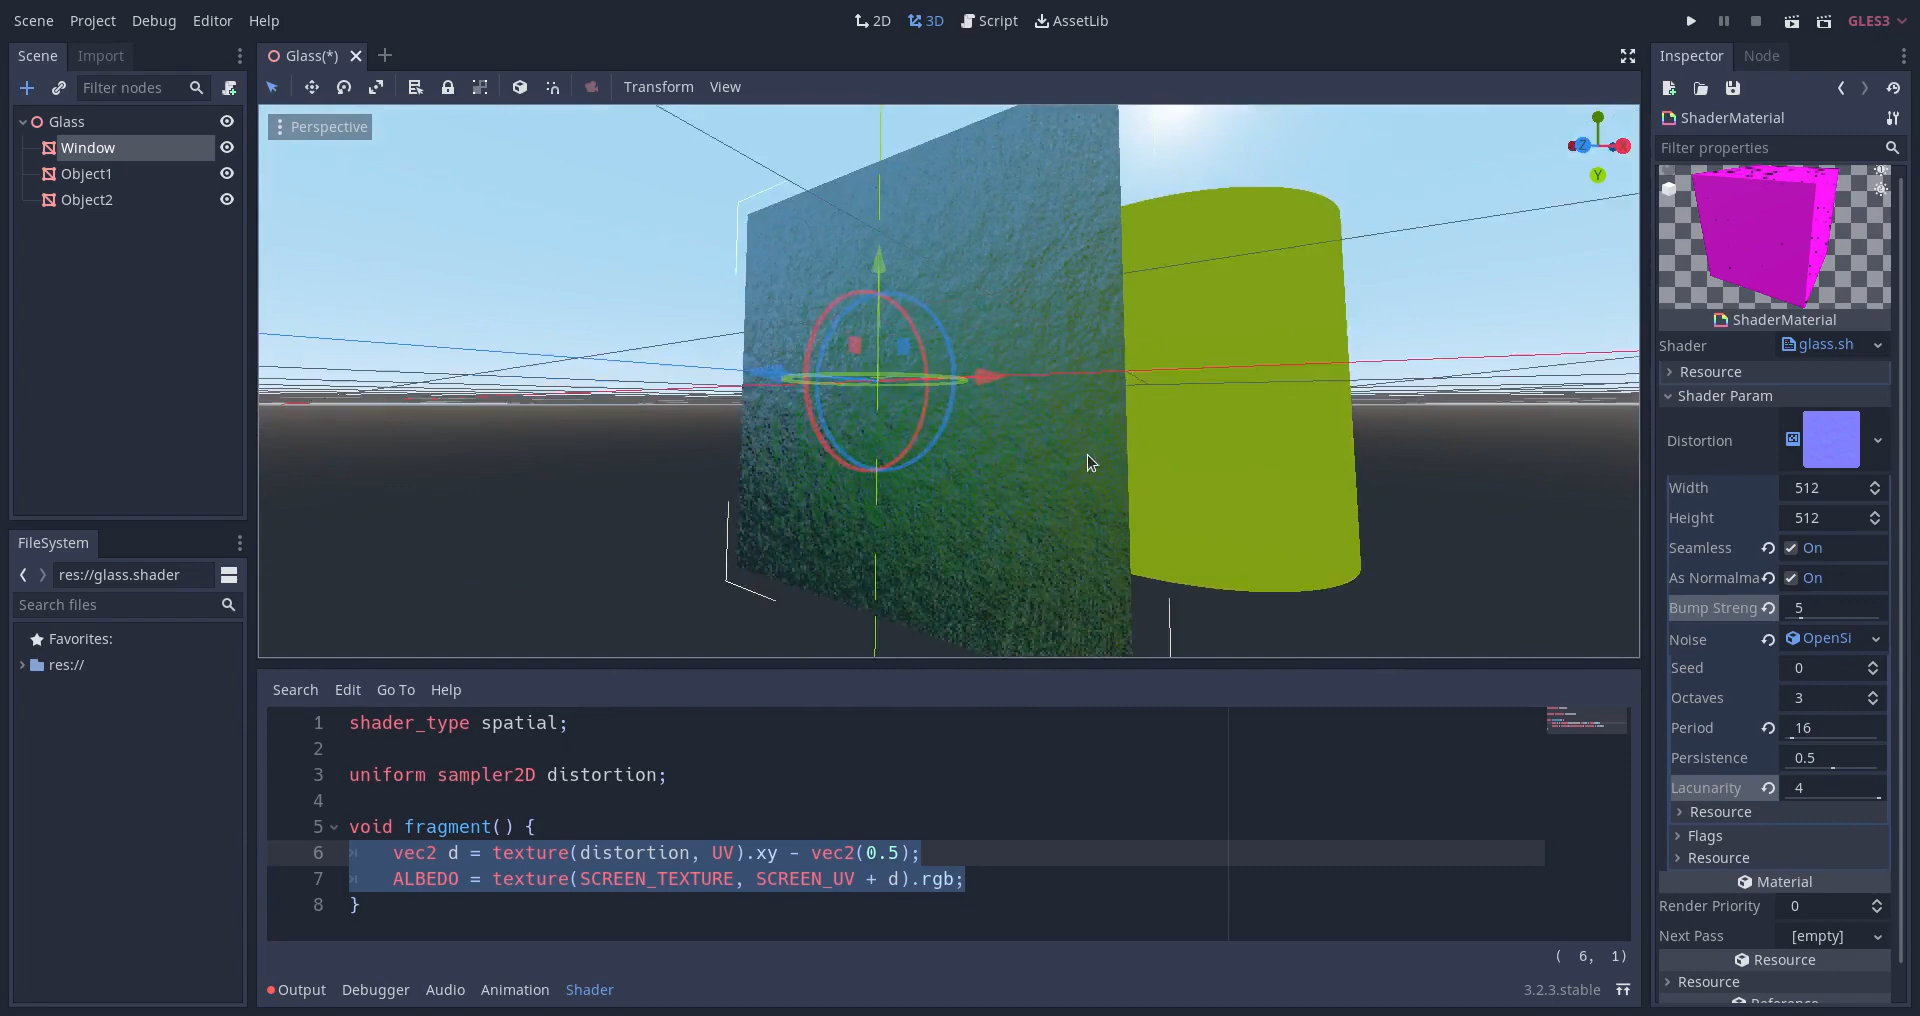 Scene Project Debug Editor Help
2D 3D Script AssetLib
GLES3
Scene Import
Filter nodes
Glass
Window
Object1
Object2
FileSystem
res://glass.shader
Search files
Favorites:
res://
Glass(*)
Transform View
Perspective
Y
Z
X
Search Edit Go To Help
1 shader_type spatial;
2
3 uniform sampler2D distortion;
4
5 void fragment() {
6 vec2 d = texture(distortion, UV).xy - vec2(0.5);
7 ALBEDO = texture(SCREEN_TEXTURE, SCREEN_UV + d).rgb;
8 }
( 6, 1)
Output Debugger Audio Animation Shader
3.2.3.stable
Inspector Node
ShaderMaterial
Filter properties
ShaderMaterial
Shader glass.sh
Resource
Shader Param
Distortion
Width 512
Height 512
Seamless On
As Normalma On
Bump Streng 5
Noise OpenSi
Seed 0
Octaves 3
Period 16
Persistence 0.5
Lacunarity 4
Resource
Flags
Resource
Material
Render Priority 0
Next Pass [empty]
Resource
Resource
Reference